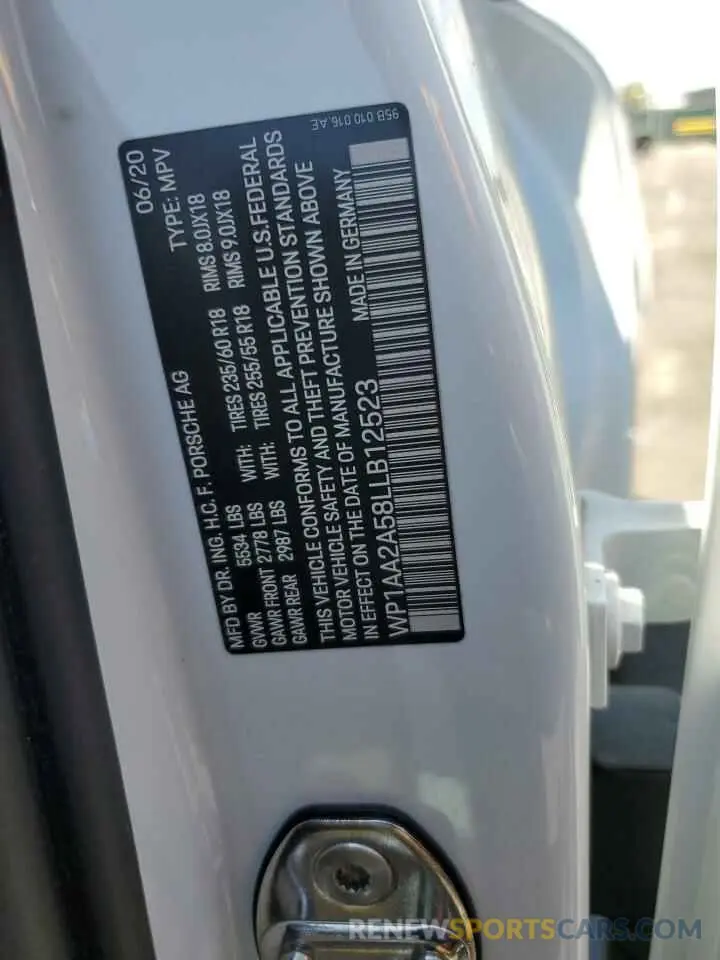 95B.010.016.AE
MFD BY DR. ING. H.C. F. PORSCHE AG 06/20
GVWR 5534 LBS TYPE: MPV
GAWR FRONT 2778 LBS WITH: TIRES 235/60 R18 RIMS 8.0JX18
GAWR REAR 2987 LBS WITH: TIRES 255/55 R18 RIMS 9.0JX18
THIS VEHICLE CONFORMS TO ALL APPLICABLE U.S. FEDERAL
MOTOR VEHICLE SAFETY AND THEFT PREVENTION STANDARDS
IN EFFECT ON THE DATE OF MANUFACTURE SHOWN ABOVE
WP1AA2A58LLB12523 MADE IN GERMANY
RENEWSPORTSCARS.COM